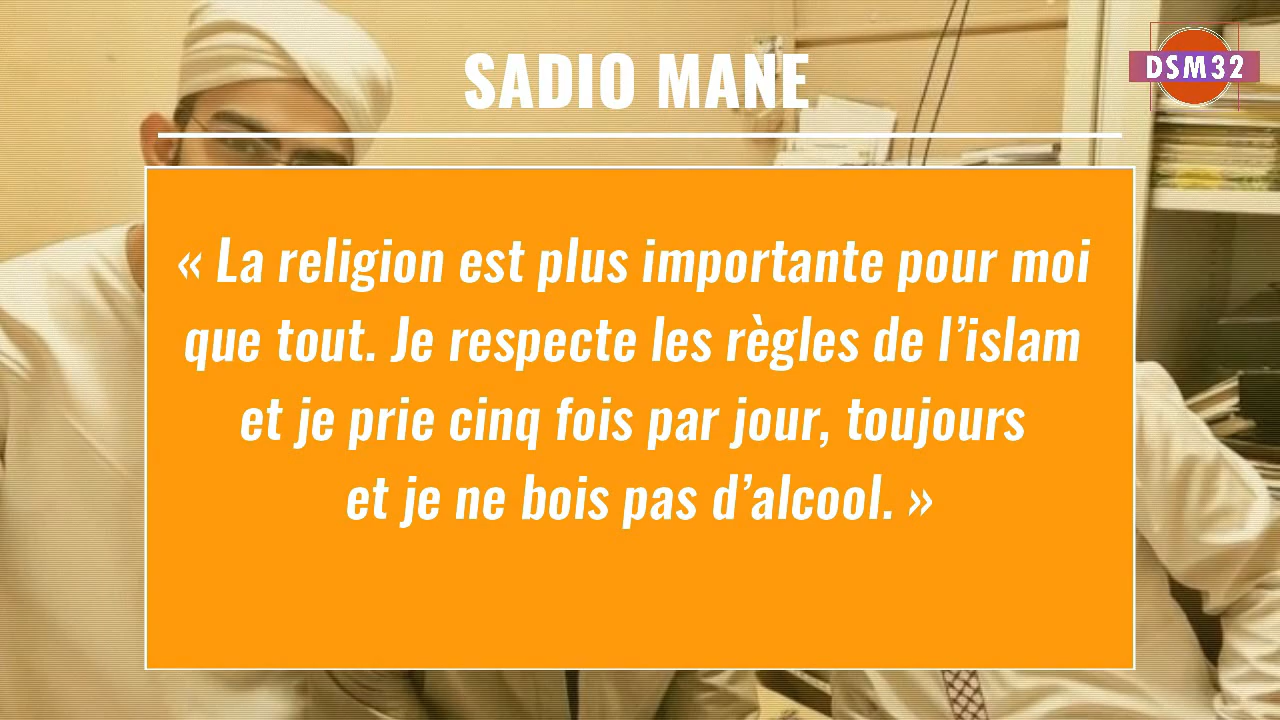 SADIO MANE
DSM32
« La religion est plus importante pour moi
que tout. Je respecte les règles de l’islam
et je prie cinq fois par jour, toujours
et je ne bois pas d’alcool. »